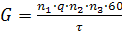 G = n₁·q·n₂·n₃·60 / τ